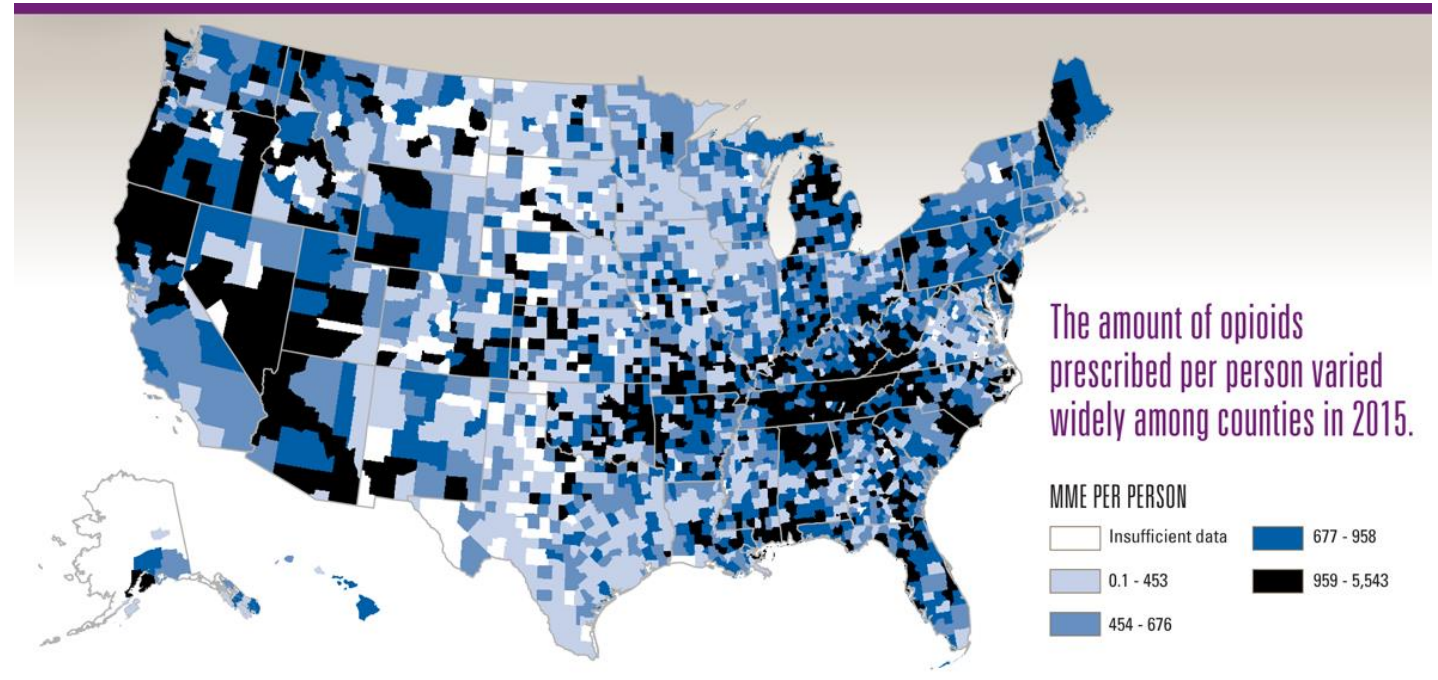 The amount of opioids
prescribed per person varied
widely among counties in 2015.
MME PER PERSON
Insufficient data
0.1 - 453
454 - 676
677 - 958
959 - 5,543